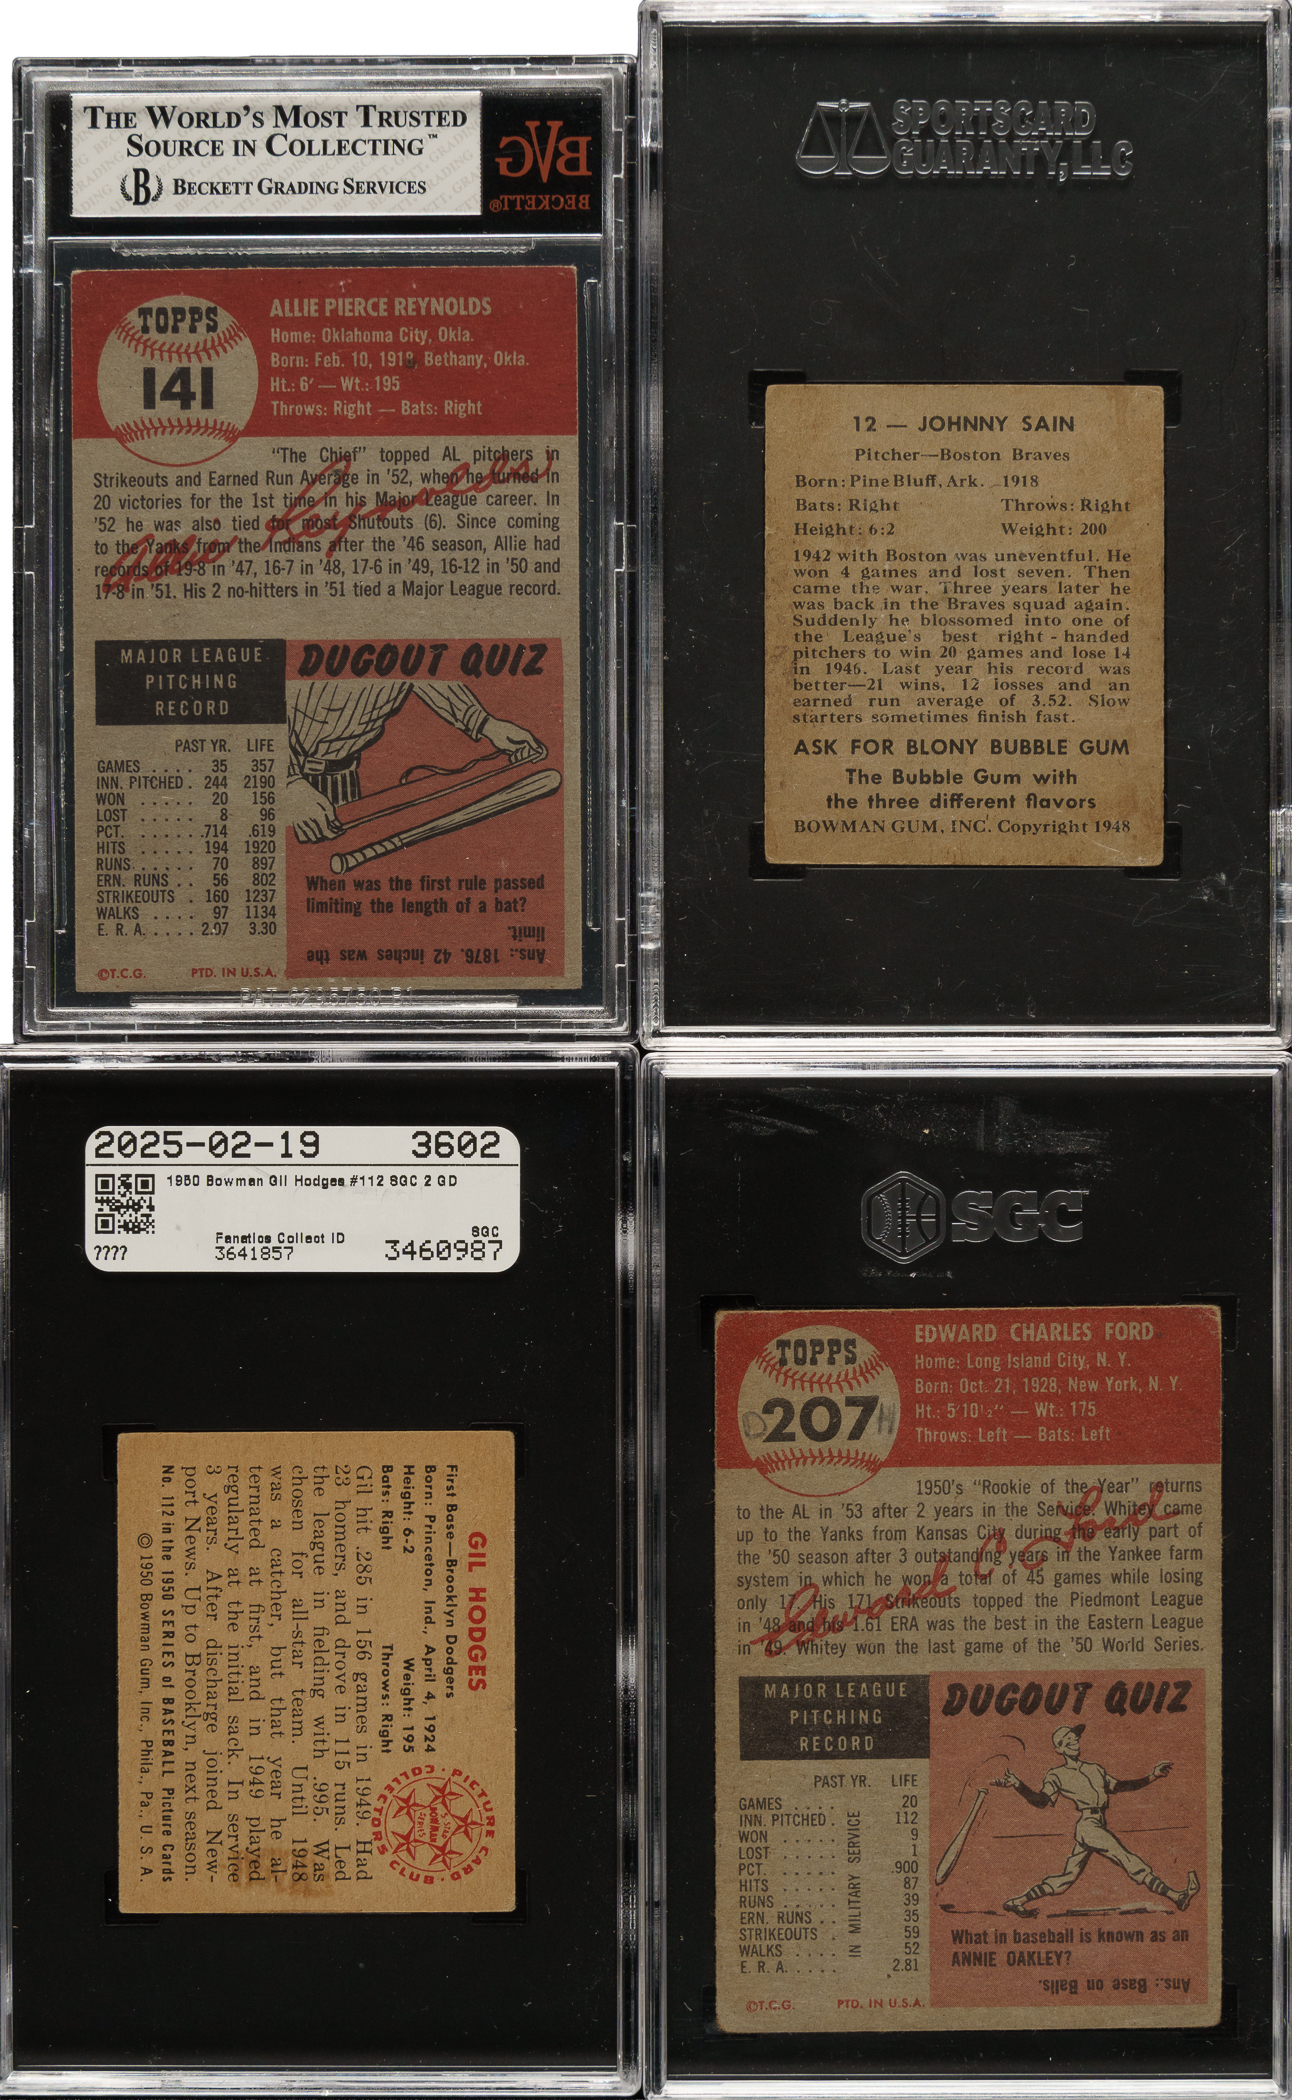 THE WORLD'S MOST TRUSTED
SOURCE IN COLLECTING™
B BECKETT GRADING SERVICES
BVG
BECKETT®
TOPPS
141
ALLIE PIERCE REYNOLDS
Home: Oklahoma City, Okla.
Born: Feb. 10, 1918, Bethany, Okla.
Ht.: 6' — Wt.: 195
Throws: Right — Bats: Right
"The Chief" topped AL pitchers in
Strikeouts and Earned Run Average in '52, when he turned in
20 victories for the 1st time in his Major League career. In
'52 he was also tied for most Shutouts (6). Since coming
to the Yanks from the Indians after the '46 season, Allie had
records of 19-8 in '47, 16-7 in '48, 17-6 in '49, 16-12 in '50 and
17-8 in '51. His 2 no-hitters in '51 tied a Major League record.
Allie Reynolds
MAJOR LEAGUE
PITCHING
RECORD
PAST YR. LIFE
GAMES .... 35 357
INN. PITCHED . 244 2190
WON ..... 20 156
LOST ..... 8 96
PCT. ...... .714 .619
HITS ..... 194 1920
RUNS ...... 70 897
ERN. RUNS .. 56 802
STRIKEOUTS . 160 1237
WALKS .... 97 1134
E. R. A. .... 2.07 3.30
©T.C.G. PTD. IN U.S.A.
DUGOUT QUIZ
When was the first rule passed
limiting the length of a bat?
Ans.: 1876. 42 inches was the
limit.
PAT 6295750 B1
SPORTSCARD
GUARANTY, LLC
12 — JOHNNY SAIN
Pitcher—Boston Braves
Born: Pine Bluff, Ark. 1918
Bats: Right Throws: Right
Height: 6:2 Weight: 200
1942 with Boston was uneventful. He
won 4 games and lost seven. Then
came the war. Three years later he
was back in the Braves squad again.
Suddenly he blossomed into one of
the League's best right-handed
pitchers to win 20 games and lose 14
in 1946. Last year his record was
better—21 wins, 12 losses and an
earned run average of 3.52. Slow
starters sometimes finish fast.
ASK FOR BLONY BUBBLE GUM
The Bubble Gum with
the three different flavors
BOWMAN GUM, INC. Copyright 1948
2025-02-19 3602
1950 Bowman Gil Hodges #112 SGC 2 GD
Fanatics Collect ID
3641857
SGC
3460987
????
GIL HODGES
First Base—Brooklyn Dodgers
Born: Princeton, Ind., April 4, 1924
Height: 6-2 Weight: 195
Bats: Right Throws: Right
Gil hit .285 in 156 games in 1949. Had
23 homers, and drove in 115 runs. Led
the league in fielding with .995. Was
chosen for all-star team. Until 1948
was a catcher, but that year he al-
ternated at first, and in 1949 played
regularly at the initial sack. In service
3 years. After discharge joined New-
port News. Up to Brooklyn, next season.
No. 112 in the 1950 SERIES of BASEBALL Picture Cards
© 1950 Bowman Gum, Inc., Phila., Pa., U. S. A.
PICTURE CARD COLLECTORS CLUB
5-STAR
BOWMAN
SERIES
SGC
TOPPS
D 207 H
EDWARD CHARLES FORD
Home: Long Island City, N. Y.
Born: Oct. 21, 1928, New York, N. Y.
Ht.: 5'10½" — Wt.: 175
Throws: Left — Bats: Left
1950's "Rookie of the Year" returns
to the AL in '53 after 2 years in the Service. Whitey came
up to the Yanks from Kansas City during the early part of
the '50 season after 3 outstanding years in the Yankee farm
system in which he won a total of 45 games while losing
only 17. His 171 Strikeouts topped the Piedmont League
in '48 and his 1.61 ERA was the best in the Eastern League
in '49. Whitey won the last game of the '50 World Series.
Edward C. Ford
MAJOR LEAGUE
PITCHING
RECORD
PAST YR. LIFE
GAMES .... 20
INN. PITCHED . 112
WON ..... 9
LOST ..... 1
PCT. ..... .900
HITS ..... 87
RUNS ..... 39
ERN. RUNS .. 35
STRIKEOUTS . 59
WALKS .... 52
E. R. A. .... 2.81
IN MILITARY SERVICE
©T.C.G. PTD. IN U.S.A.
DUGOUT QUIZ
What in baseball is known as an
ANNIE OAKLEY?
Ans.: Base on Balls.